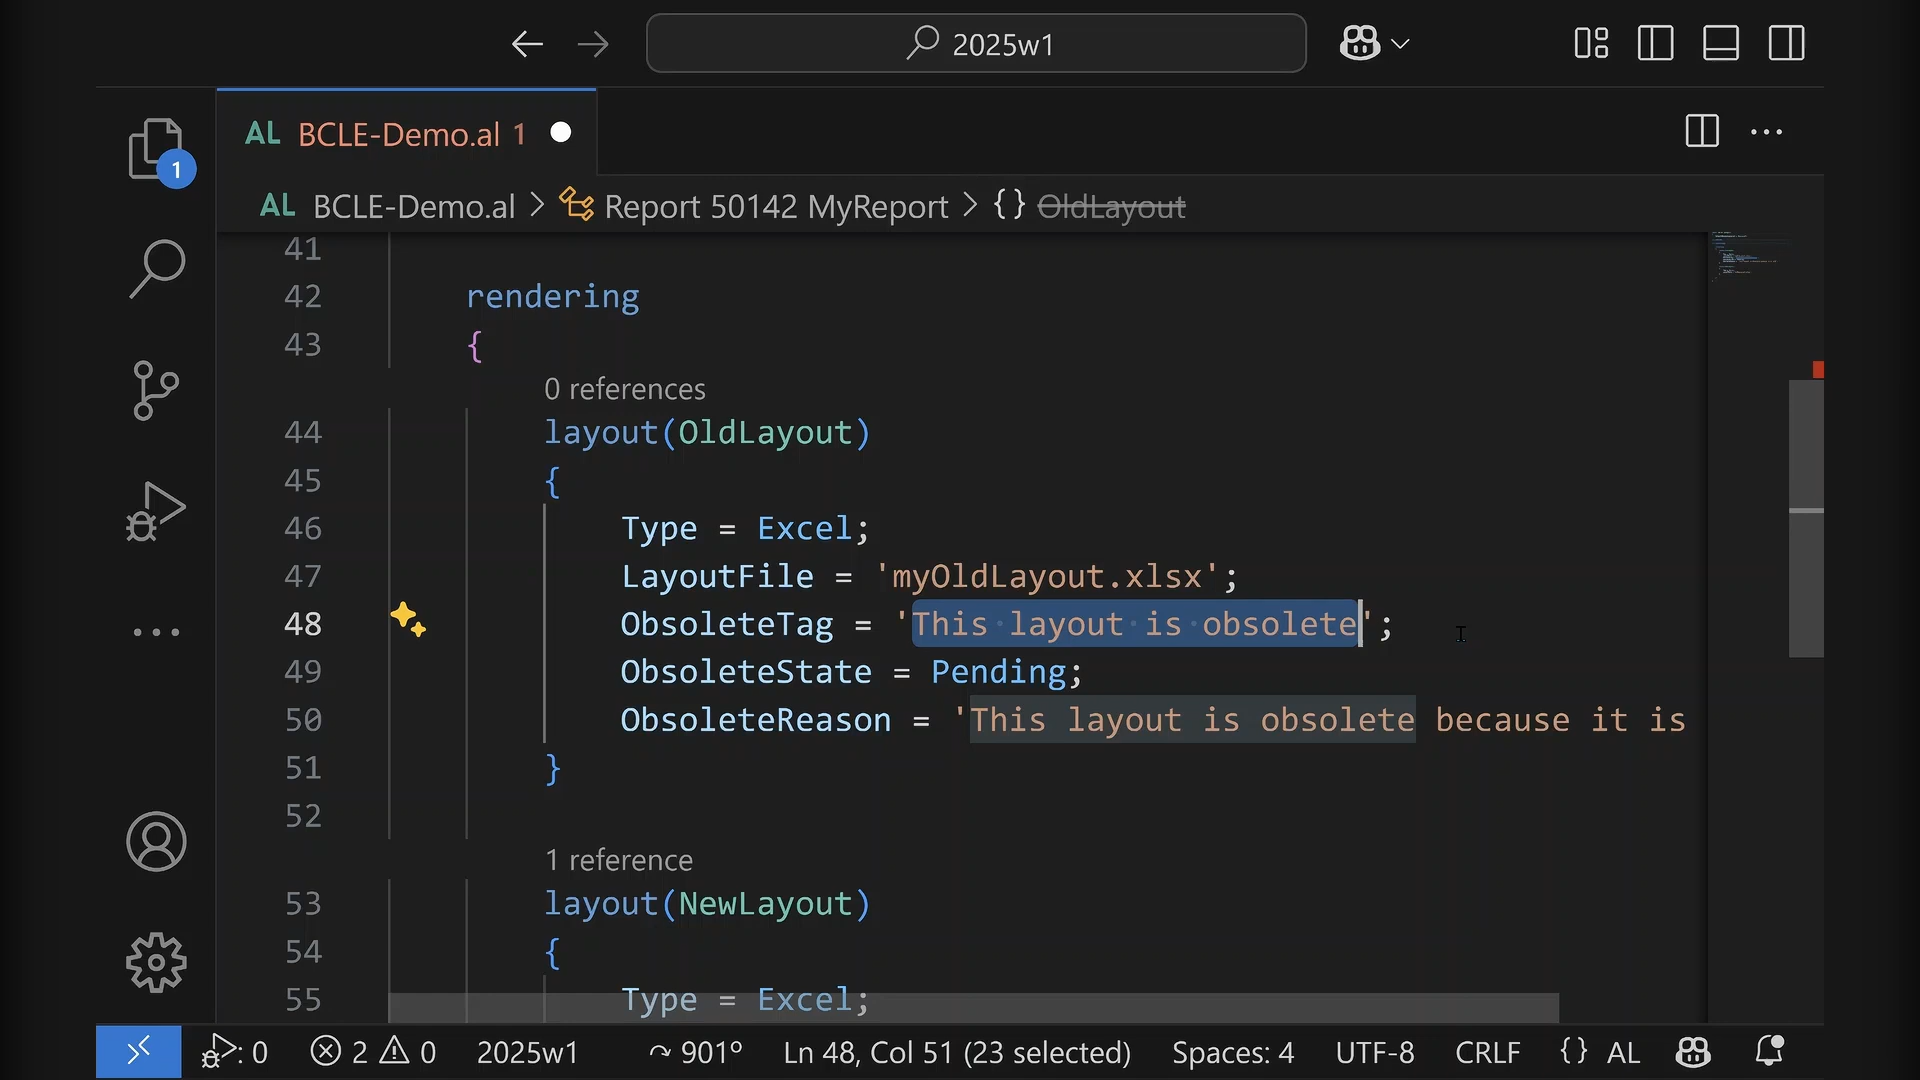 2025w1
AL BCLE-Demo.al 1
1
AL BCLE-Demo.al > Report 50142 MyReport > {} OldLayout
41
42 rendering
43 {
0 references
44 layout(OldLayout)
45 {
46 Type = Excel;
47 LayoutFile = 'myOldLayout.xlsx';
48 ObsoleteTag = 'This layout is obsolete';
49 ObsoleteState = Pending;
50 ObsoleteReason = 'This layout is obsolete because it is
51 }
52
1 reference
53 layout(NewLayout)
54 {
55 Type = Excel;
: 0 2 0 2025w1 901° Ln 48, Col 51 (23 selected) Spaces: 4 UTF-8 CRLF {} AL